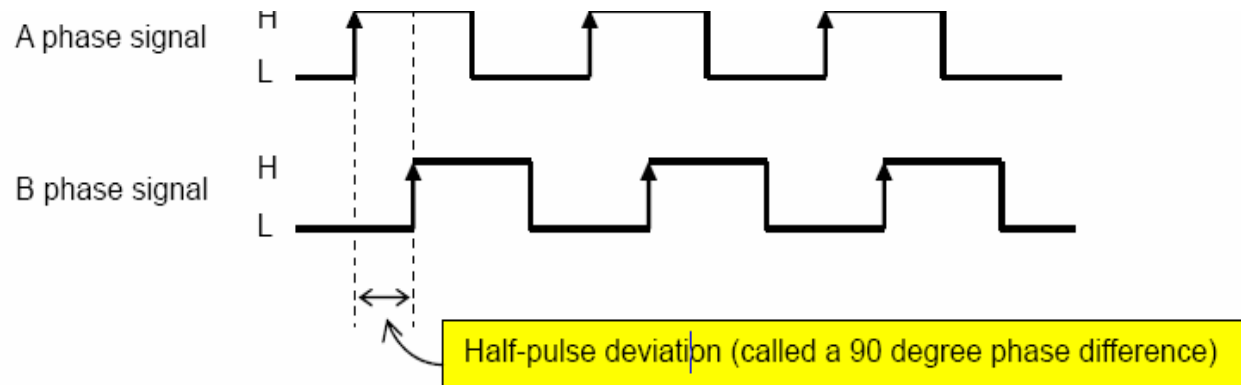 H
A phase signal
L
H
B phase signal
L
Half-pulse deviation (called a 90 degree phase difference)